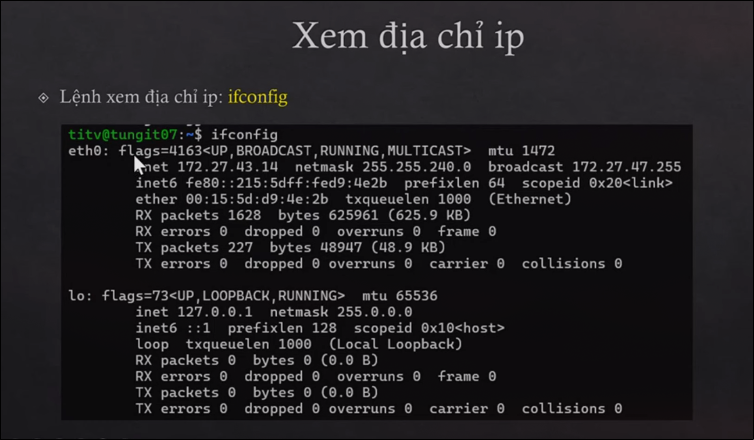 Xem địa chỉ ip
Lệnh xem địa chỉ ip: ifconfig
titv@tungit07:~$ ifconfig
eth0: flags=4163<UP,BROADCAST,RUNNING,MULTICAST>  mtu 1472
inet 172.27.43.14  netmask 255.255.240.0  broadcast 172.27.47.255
inet6 fe80::215:5dff:fed9:4e2b  prefixlen 64  scopeid 0x20<link>
ether 00:15:5d:d9:4e:2b  txqueuelen 1000  (Ethernet)
RX packets 1628  bytes 625961 (625.9 KB)
RX errors 0  dropped 0  overruns 0  frame 0
TX packets 227  bytes 48947 (48.9 KB)
TX errors 0  dropped 0 overruns 0  carrier 0  collisions 0
lo: flags=73<UP,LOOPBACK,RUNNING>  mtu 65536
inet 127.0.0.1  netmask 255.0.0.0
inet6 ::1  prefixlen 128  scopeid 0x10<host>
loop  txqueuelen 1000  (Local Loopback)
RX packets 0  bytes 0 (0.0 B)
RX errors 0  dropped 0  overruns 0  frame 0
TX packets 0  bytes 0 (0.0 B)
TX errors 0  dropped 0 overruns 0  carrier 0  collisions 0